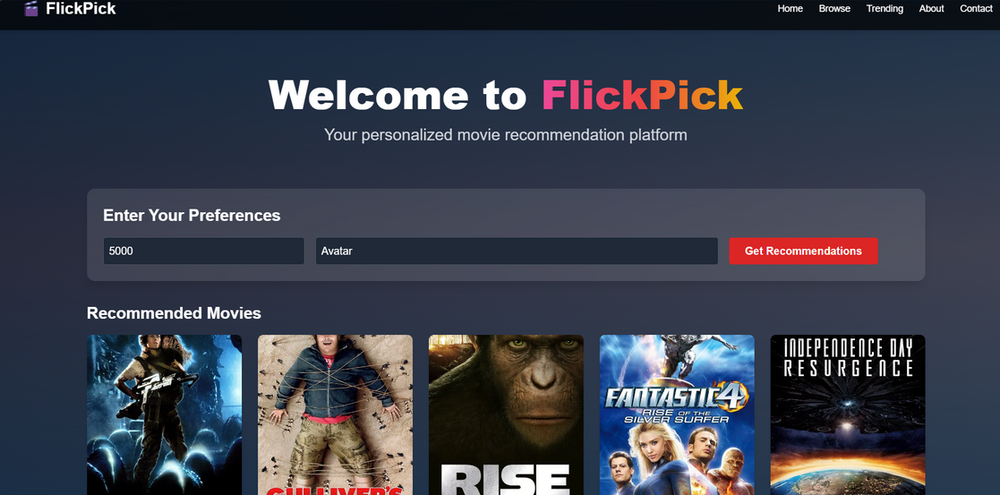 FlickPick
Home Browse Trending About Contact
Welcome to FlickPick
Your personalized movie recommendation platform
Enter Your Preferences
5000 Avatar Get Recommendations
Recommended Movies
GULLIVER'S
RISE
FANTASTIC 4
RISE OF THE
SILVER SURFER
INDEPENDENCE DAY
RESURGENCE